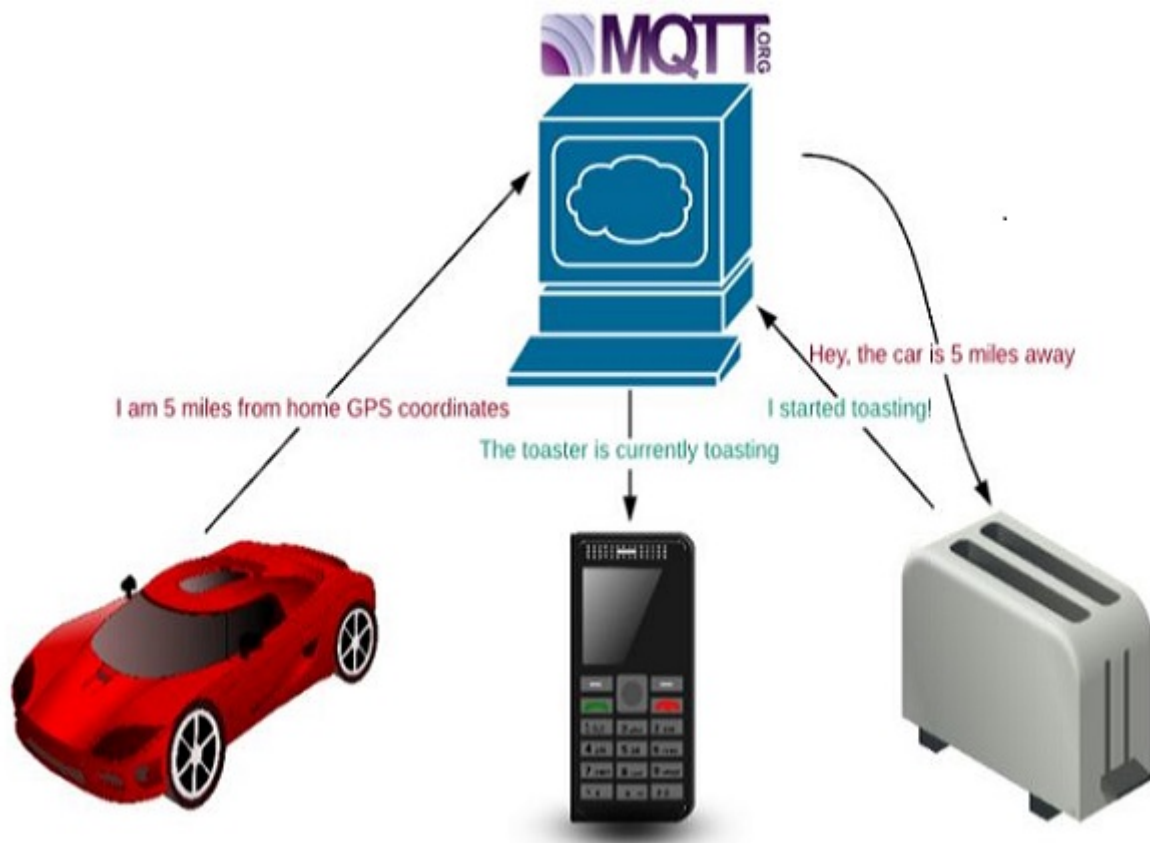 MQTT.ORG
Hey, the car is 5 miles away
I am 5 miles from home GPS coordinates
I started toasting!
The toaster is currently toasting